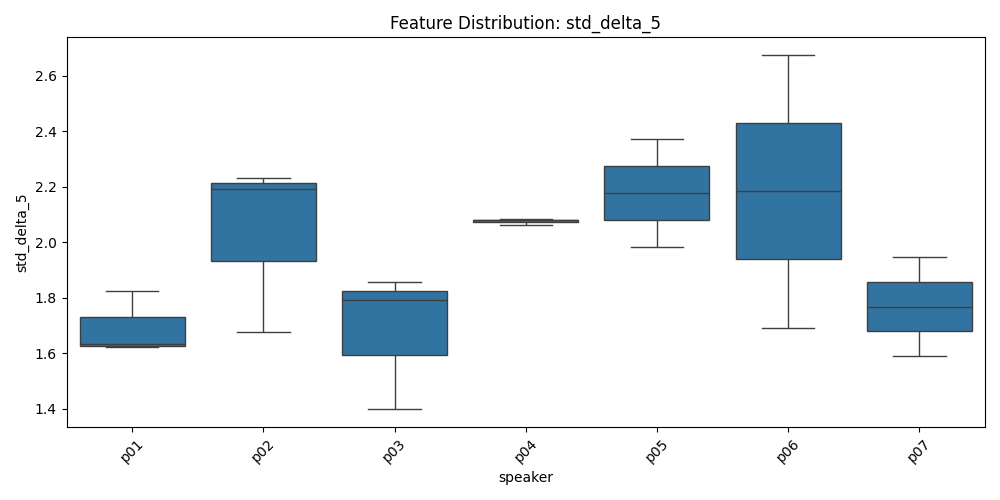 Feature Distribution: std_delta_5
std_delta_5
2.6
2.4
2.2
2.0
1.8
1.6
1.4
p01 p02 p03 p04 p05 p06 p07
speaker